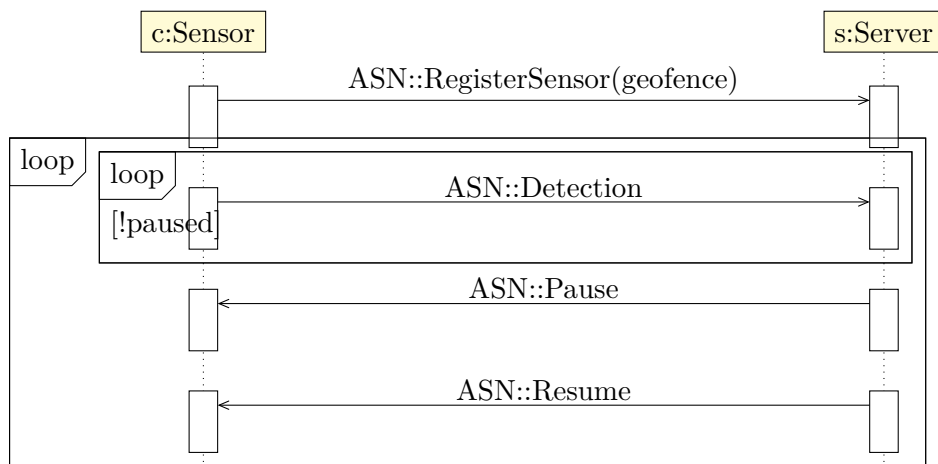 c:Sensor
s:Server
ASN::RegisterSensor(geofence)
loop
loop
[!paused]
ASN::Detection
ASN::Pause
ASN::Resume